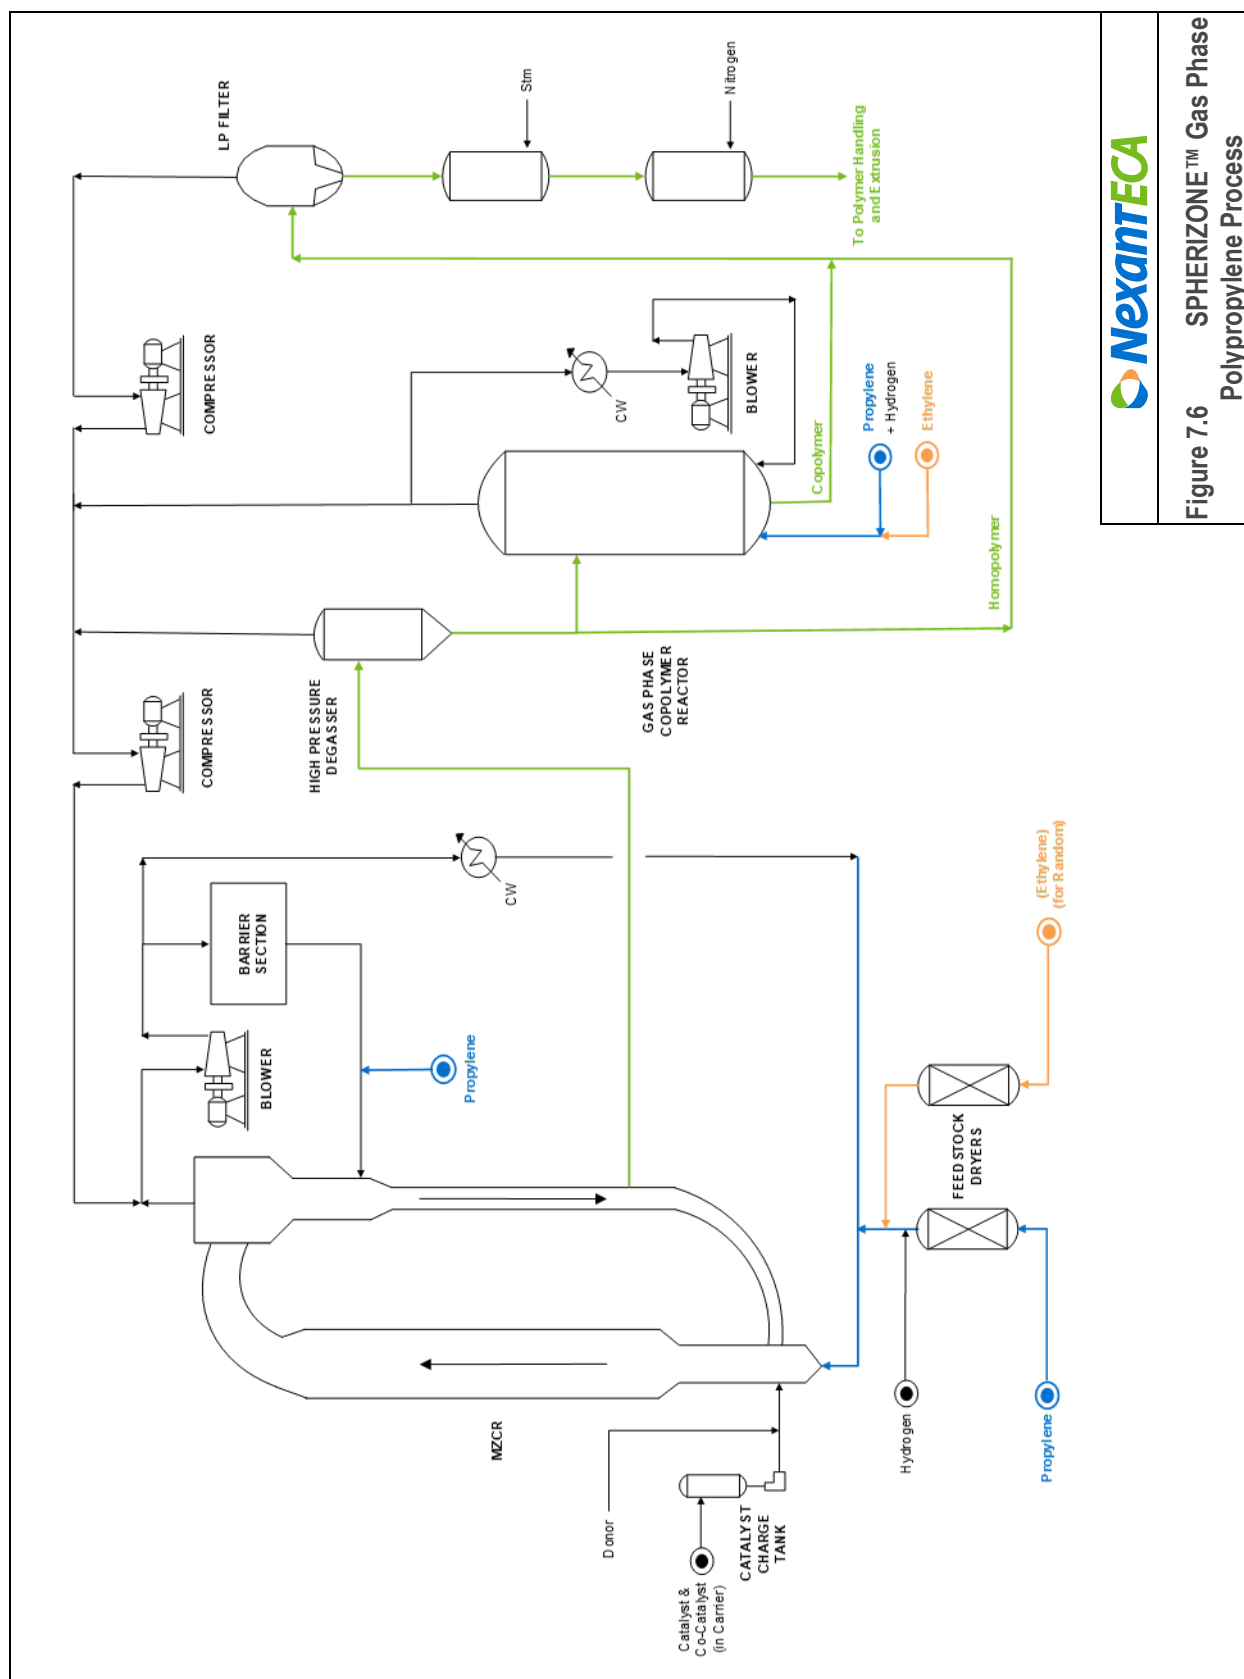 LP FILTER
Stm
Nitrogen
To Polymer Handling
and Extrusion
COMPRESSOR
CW
BLOWER
Propylene
+ Hydrogen
Ethylene
Copolymer
Homopolymer
COMPRESSOR
HIGH PRESSURE
DEGASSER
GAS PHASE
COPOLYMER
REACTOR
BARRIER
SECTION
CW
BLOWER
Propylene
(Ethylene)
(for Random)
FEEDSTOCK
DRYERS
MZCR
Hydrogen
Propylene
Donor
CATALYST
CHARGE
TANK
Catalyst &
Co-Catalyst
(in Carrier)
NexantECA
Figure 7.6 SPHERIZONE™ Gas Phase
Polypropylene Process